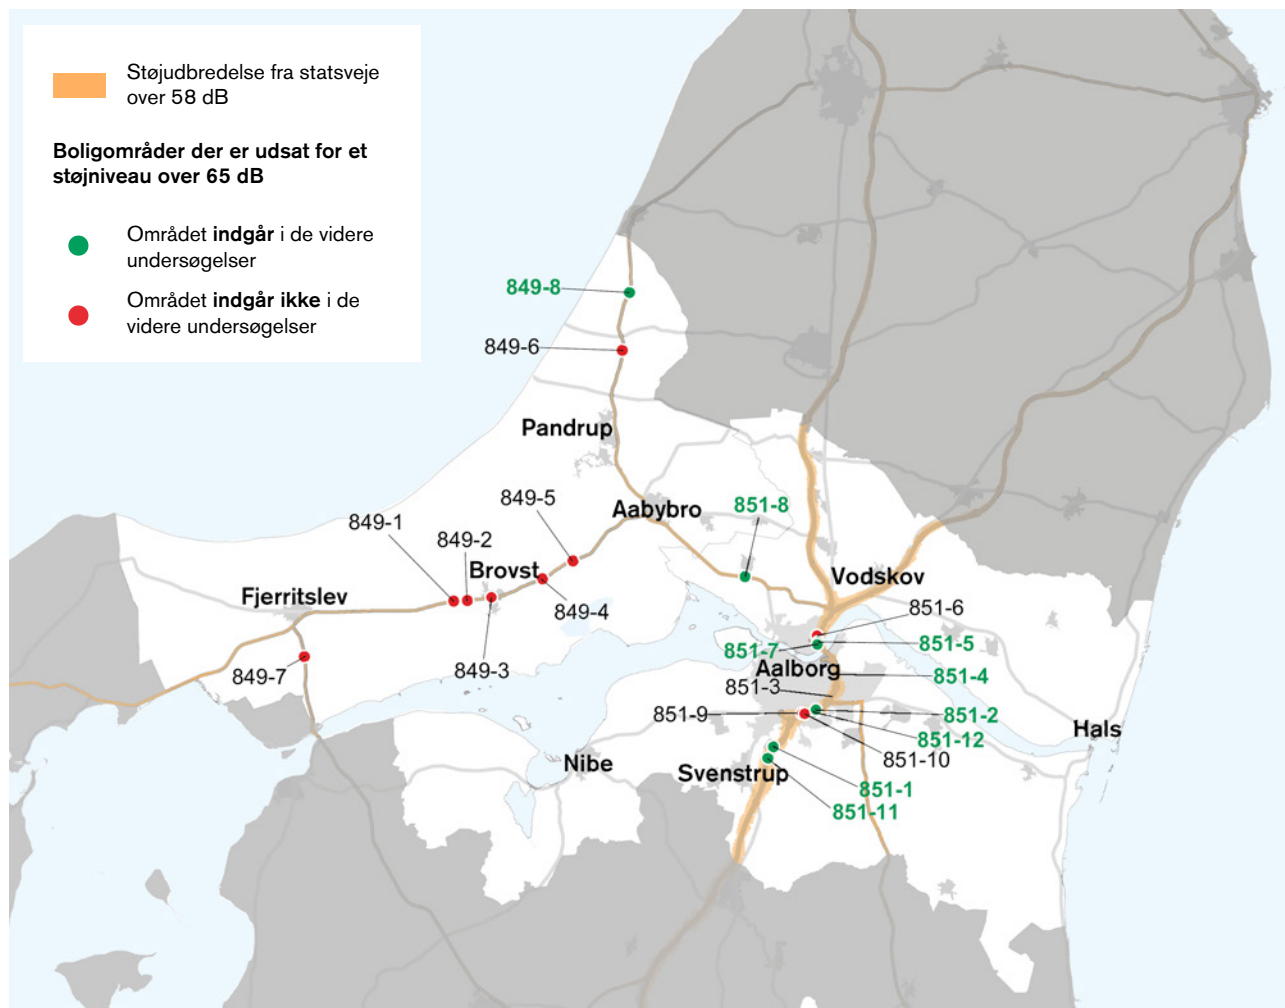 Støjudbredelse fra statsveje
over 58 dB
Boligområder der er udsat for et
støjniveau over 65 dB
Området indgår i de videre
undersøgelser
Området indgår ikke i de
videre undersøgelser
849-8
849-6
Pandrup
849-5
Aabybro
851-8
849-1
849-2
Brovst
Vodskov
Fjerritslev
849-4
851-6
851-5
851-7
Aalborg
849-3
849-7
851-4
851-3
851-9
851-2
Hals
851-12
851-10
Nibe
Svenstrup
851-1
851-11